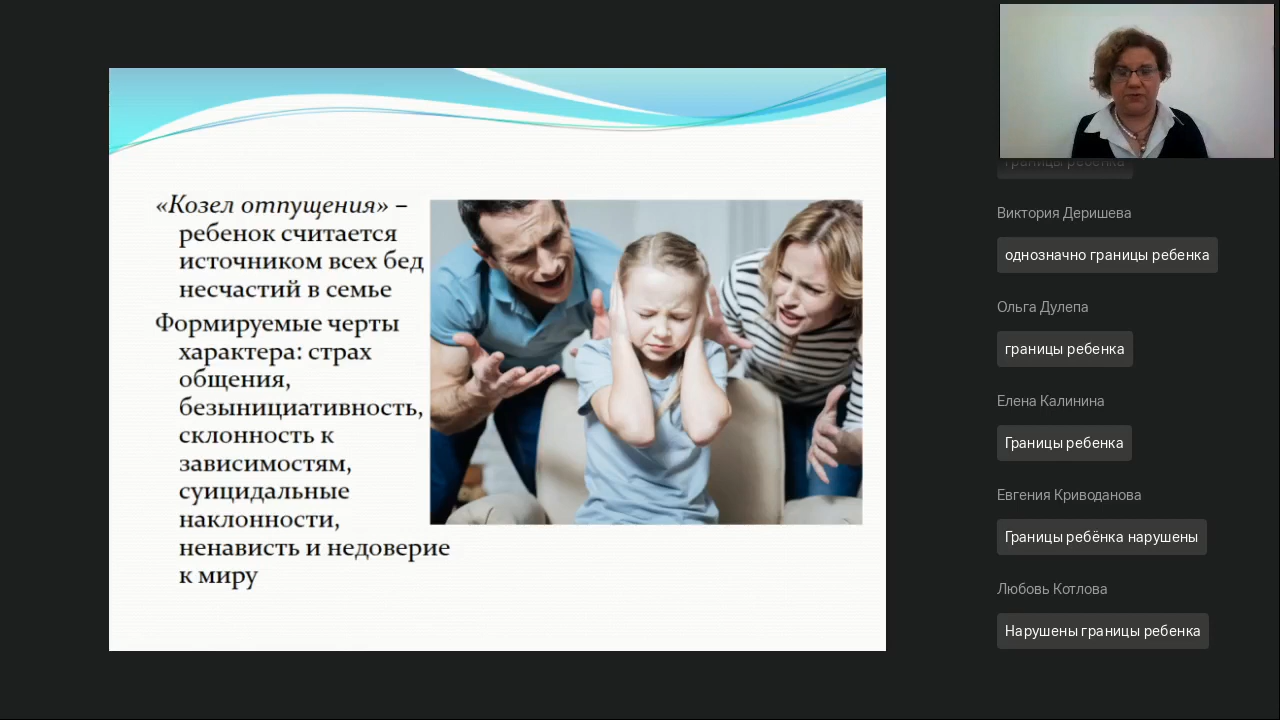 «Козел отпущения» –
ребенок считается
источником всех бед
несчастий в семье
Формируемые черты
характера: страх
общения,
безынициативность,
склонность к
зависимостям,
суицидальные
наклонности,
ненависть и недоверие
к миру
границы ребенка
Виктория Деришева
однозначно границы ребенка
Ольга Дулепа
границы ребенка
Елена Калинина
Границы ребенка
Евгения Криводанова
Границы ребёнка нарушены
Любовь Котлова
Нарушены границы ребенка